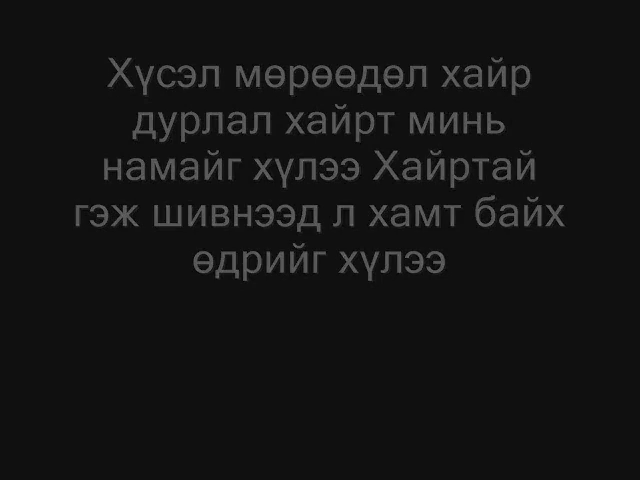 Хүсэл мөрөөдөл хайр
дурлал хайрт минь
намайг хүлээ Хайртай
гэж шивнээд л хамт байх
өдрийг хүлээ